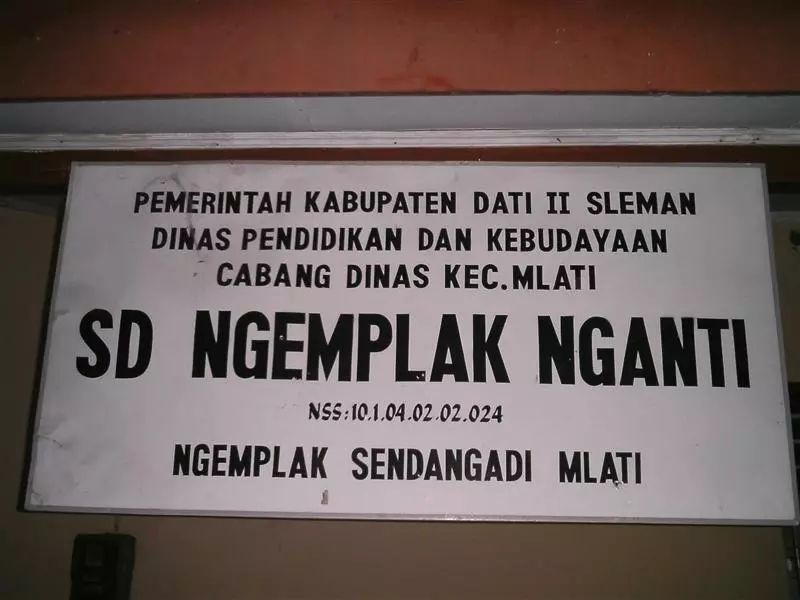 PEMERINTAH KABUPATEN DATI II SLEMAN
DINAS PENDIDIKAN DAN KEBUDAYAAN
CABANG DINAS KEC.MLATI
SD NGEMPLAK NGANTI
NSS:10.1.04.02.02.024
NGEMPLAK SENDANGADI MLATI